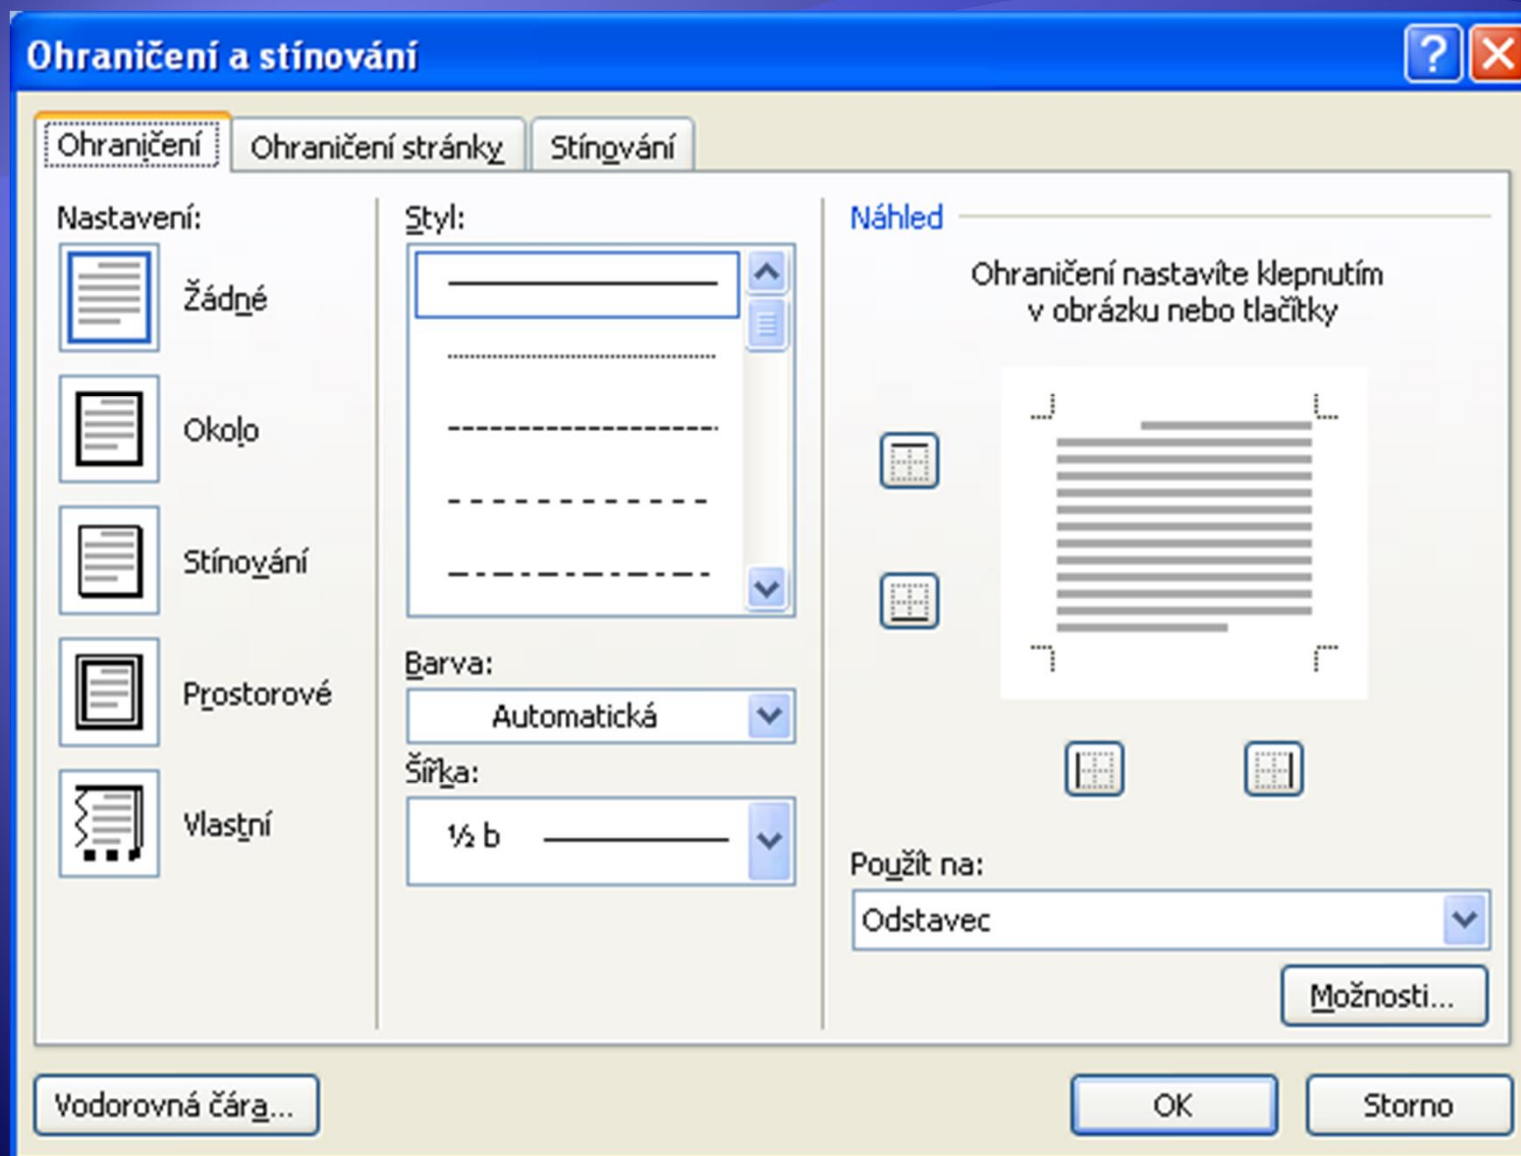 Ohraničení a stínování
Ohraničení
Ohraničení stránky
Stínování
Nastavení:
Žádné
Okolo
Stínování
Prostorové
Vlastní
Styl:
Barva:
Automatická
Šířka:
½ b
Náhled
Ohraničení nastavíte klepnutím
v obrázku nebo tlačítky
Použít na:
Odstavec
Možnosti...
Vodorovná čára...
OK
Storno